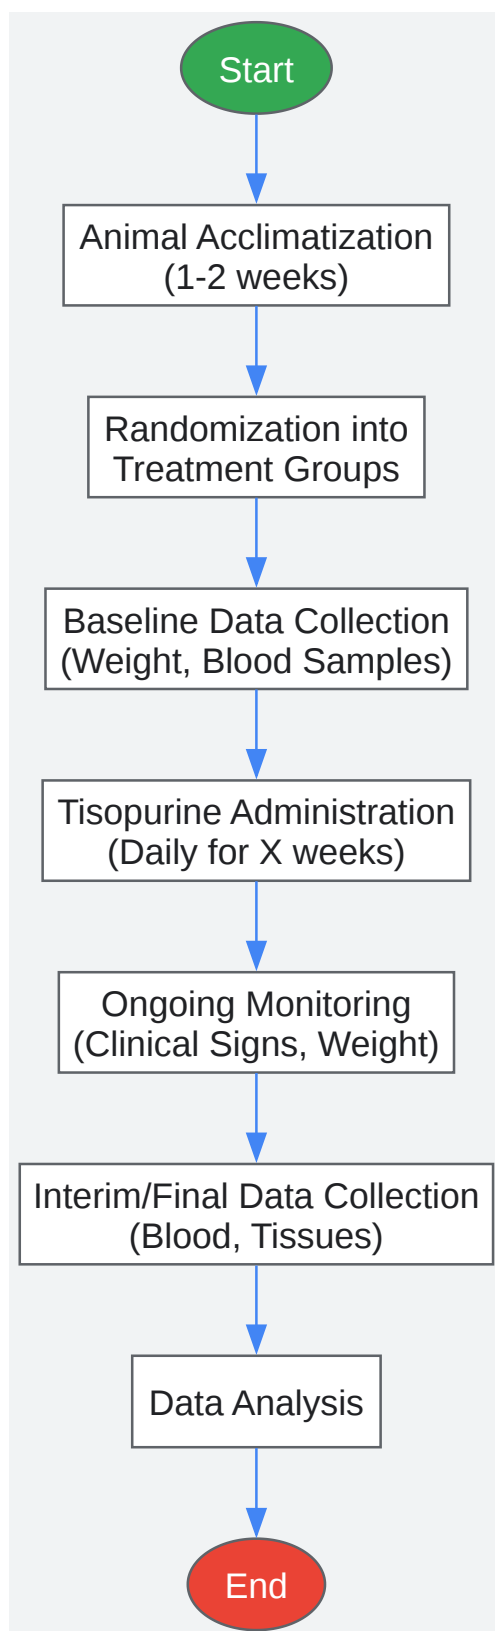 Start
Animal Acclimatization
(1-2 weeks)
Randomization into
Treatment Groups
Baseline Data Collection
(Weight, Blood Samples)
Tisopurine Administration
(Daily for X weeks)
Ongoing Monitoring
(Clinical Signs, Weight)
Interim/Final Data Collection
(Blood, Tissues)
Data Analysis
End